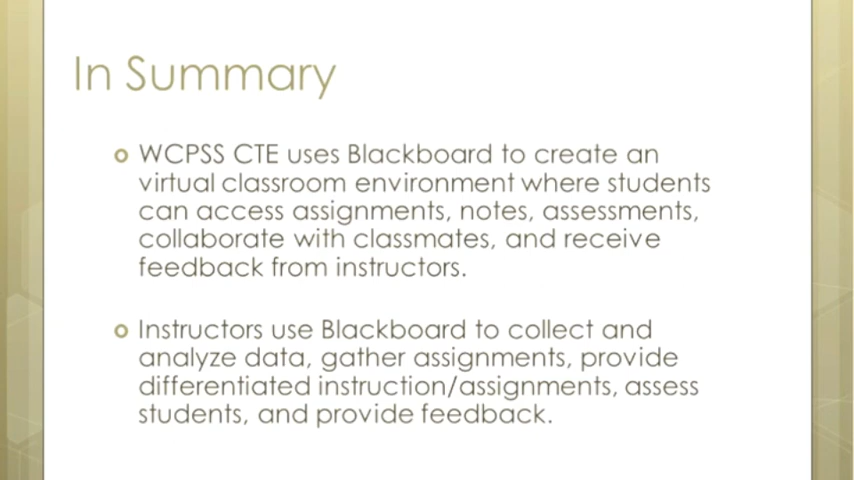 In Summary
WCPSS CTE uses Blackboard to create an
virtual classroom environment where students
can access assignments, notes, assessments,
collaborate with classmates, and receive
feedback from instructors.
Instructors use Blackboard to collect and
analyze data, gather assignments, provide
differentiated instruction/assignments, assess
students, and provide feedback.